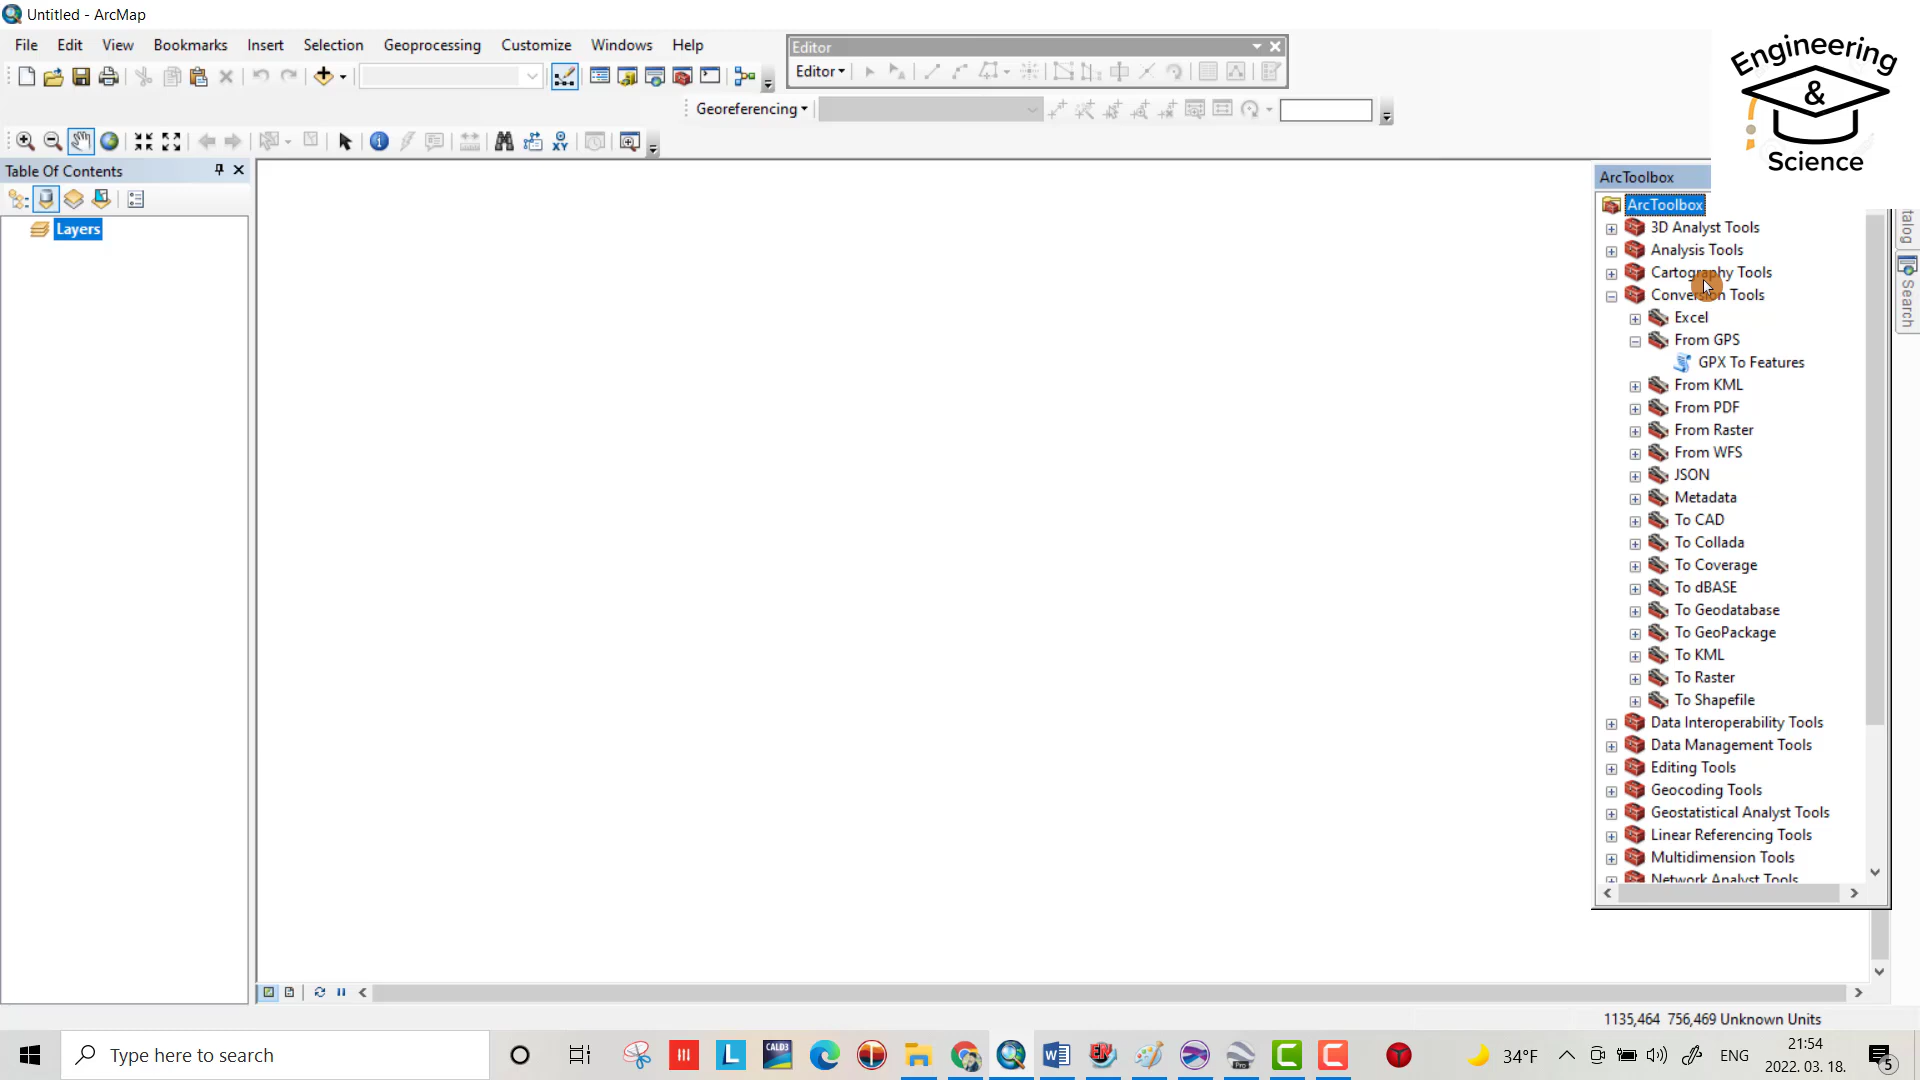 Untitled - ArcMap
File Edit View Bookmarks Insert Selection Geoprocessing Customize Windows Help
Editor
Editor
Georeferencing
Engineering
&
Science
Table Of Contents
Layers
ArcToolbox
ArcToolbox
3D Analyst Tools
Analysis Tools
Cartography Tools
Conversion Tools
Excel
From GPS
GPX To Features
From KML
From PDF
From Raster
From WFS
JSON
Metadata
To CAD
To Collada
To Coverage
To dBASE
To Geodatabase
To GeoPackage
To KML
To Raster
To Shapefile
Data Interoperability Tools
Data Management Tools
Editing Tools
Geocoding Tools
Geostatistical Analyst Tools
Linear Referencing Tools
Multidimension Tools
Network Analyst Tools
Search
1135,464 756,469 Unknown Units
Type here to search
CALD3
34°F
ENG
21:54
2022. 03. 18.
5